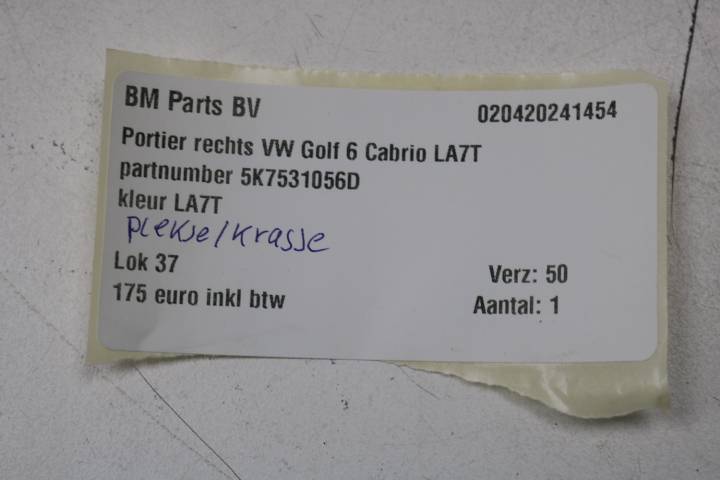 BM Parts BV 020420241454
Portier rechts VW Golf 6 Cabrio LA7T
partnumber 5K7531056D
kleur LA7T
plekje/krasje
Lok 37 Verz: 50
175 euro inkl btw Aantal: 1